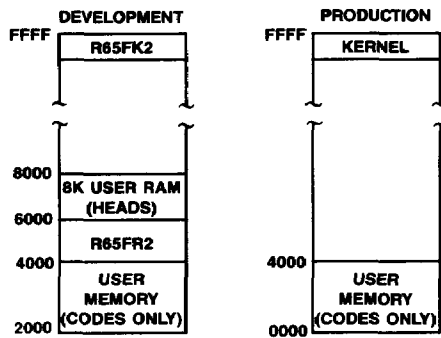 DEVELOPMENT
FFFF
R65FK2
8000
8K USER RAM
(HEADS)
6000
R65FR2
4000
USER
MEMORY
(CODES ONLY)
2000
PRODUCTION
FFFF
KERNEL
4000
USER
MEMORY
(CODES ONLY)
0000